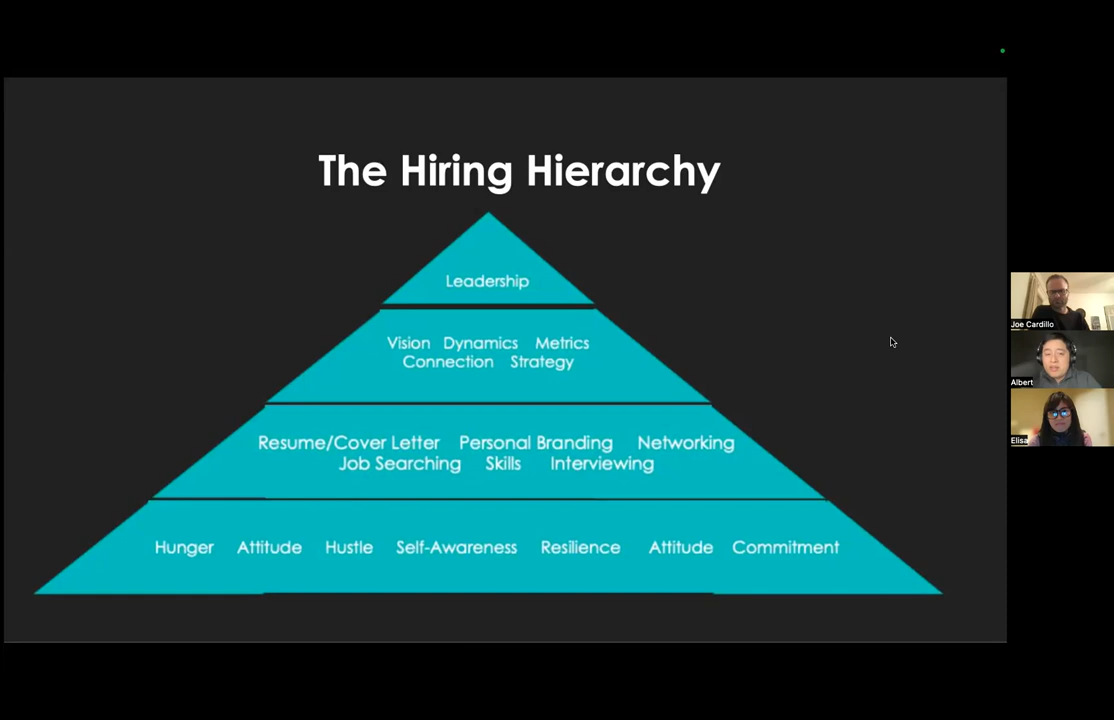 The Hiring Hierarchy
Leadership
Vision Dynamics Metrics
Connection Strategy
Resume/Cover Letter Personal Branding Networking
Job Searching Skills Interviewing
Hunger Attitude Hustle Self-Awareness Resilience Attitude Commitment
Joe Cardillo
Albert
Elisa